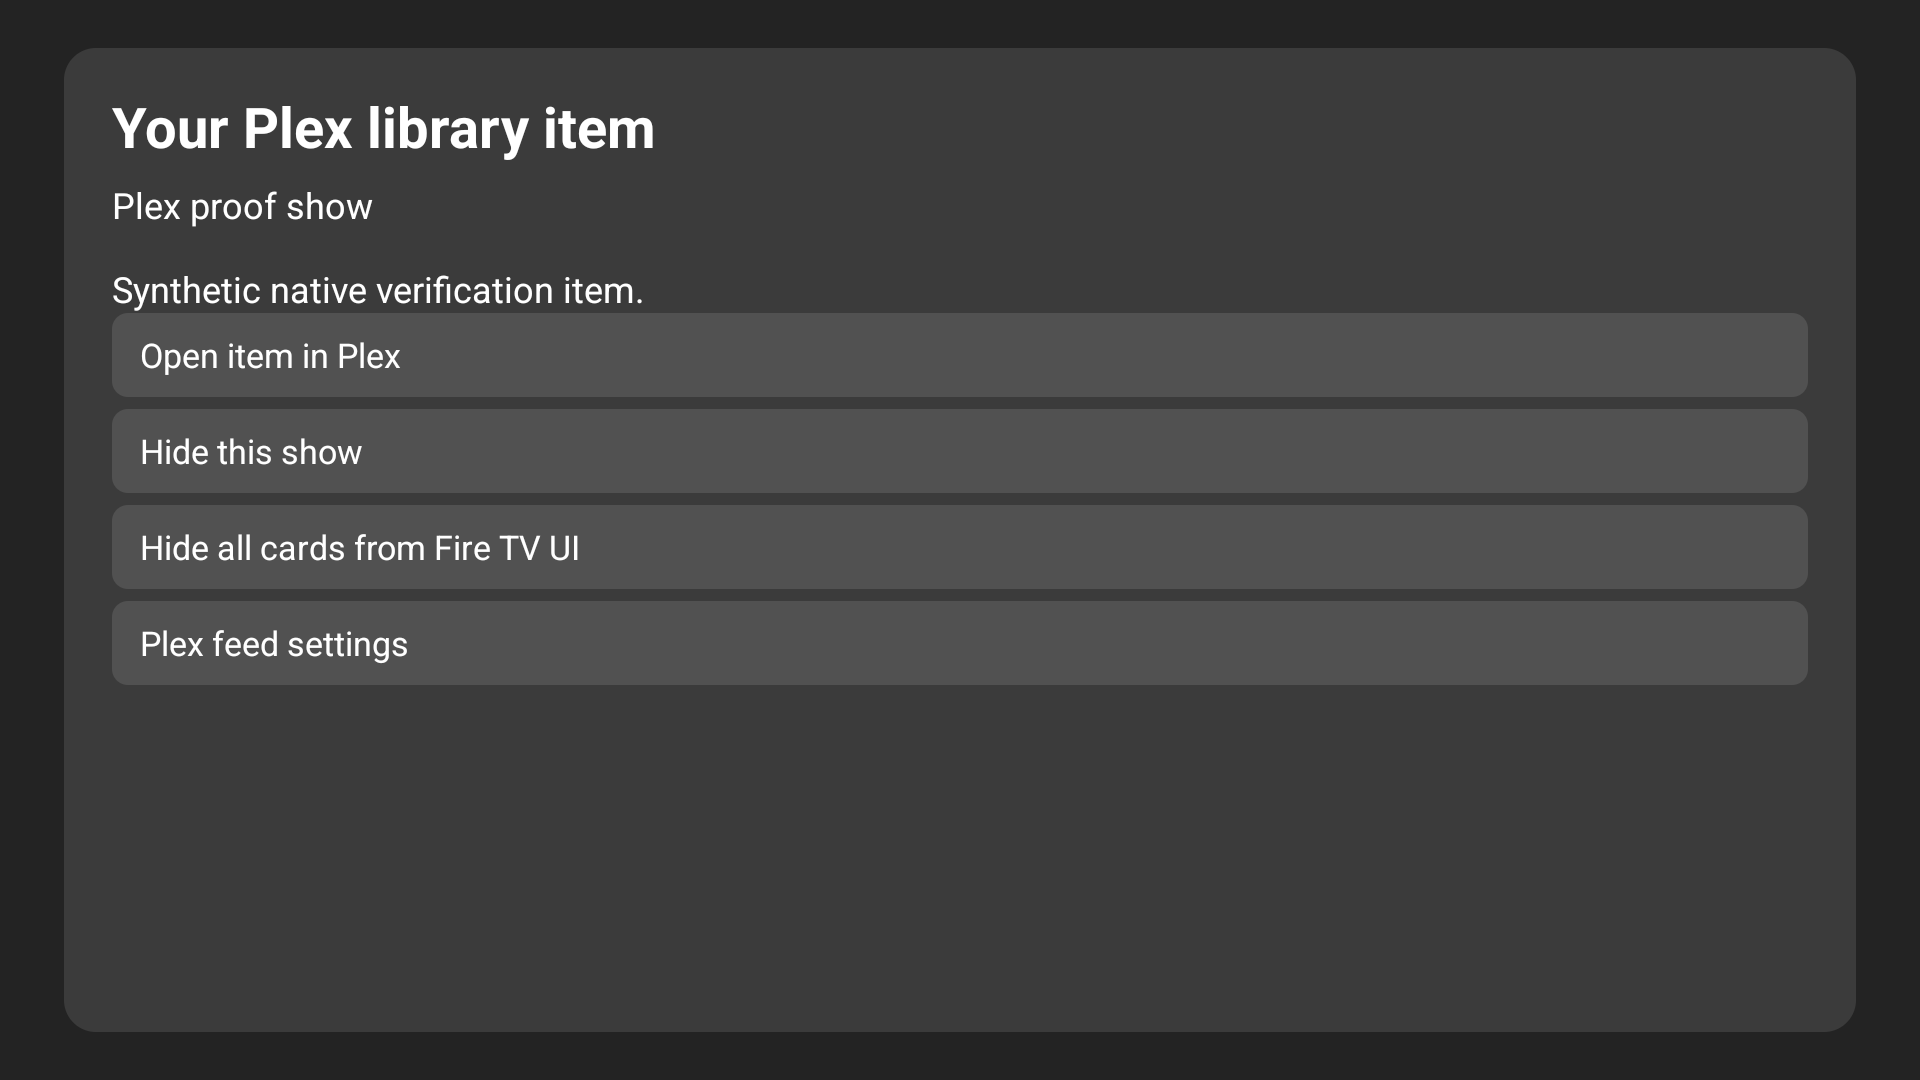 Your Plex library item
Plex proof show
Synthetic native verification item.
Open item in Plex
Hide this show
Hide all cards from Fire TV UI
Plex feed settings